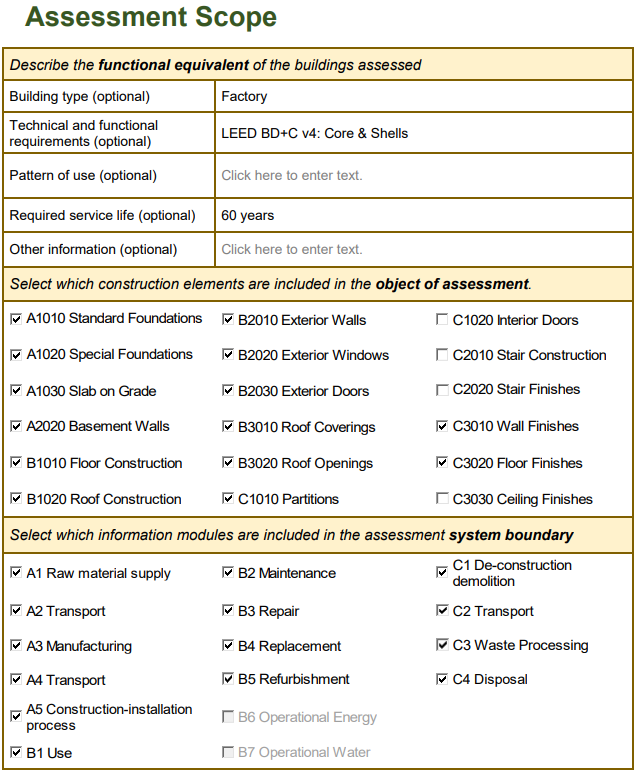 Assessment Scope
Describe the functional equivalent of the buildings assessed
Building type (optional) Factory
Technical and functional
requirements (optional) LEED BD+C v4: Core & Shells
Pattern of use (optional) Click here to enter text.
Required service life (optional) 60 years
Other information (optional) Click here to enter text.
Select which construction elements are included in the object of assessment.
A1010 Standard Foundations B2010 Exterior Walls C1020 Interior Doors
A1020 Special Foundations B2020 Exterior Windows C2010 Stair Construction
A1030 Slab on Grade B2030 Exterior Doors C2020 Stair Finishes
A2020 Basement Walls B3010 Roof Coverings C3010 Wall Finishes
B1010 Floor Construction B3020 Roof Openings C3020 Floor Finishes
B1020 Roof Construction C1010 Partitions C3030 Ceiling Finishes
Select which information modules are included in the assessment system boundary
A1 Raw material supply B2 Maintenance C1 De-construction
demolition
A2 Transport B3 Repair C2 Transport
A3 Manufacturing B4 Replacement C3 Waste Processing
A4 Transport B5 Refurbishment C4 Disposal
A5 Construction-installation
process B6 Operational Energy
B1 Use B7 Operational Water